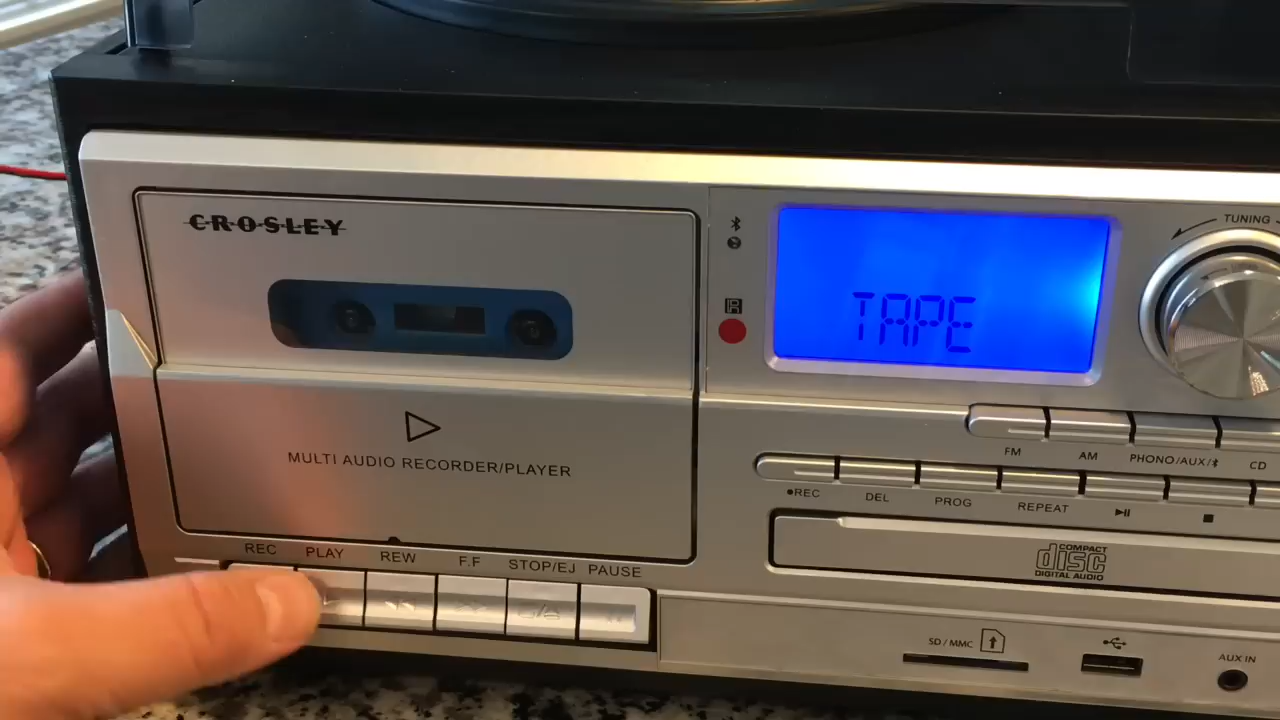 CROSLEY
MULTI AUDIO RECORDER/PLAYER
REC PLAY REW F.F STOP/EJ PAUSE
TAPE
TUNING
FM AM PHONO/AUX/ CD
●REC DEL PROG REPEAT
COMPACT
disc
DIGITAL AUDIO
SD / MMC
AUX IN